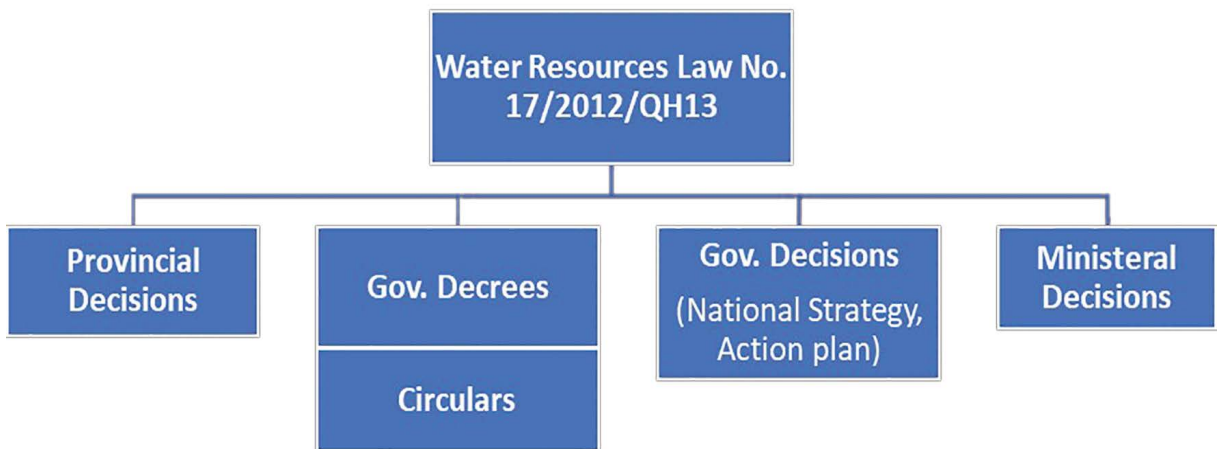 Water Resources Law No.
17/2012/QH13
Provincial
Decisions
Gov. Decrees
Circulars
Gov. Decisions
(National Strategy,
Action plan)
Ministeral
Decisions